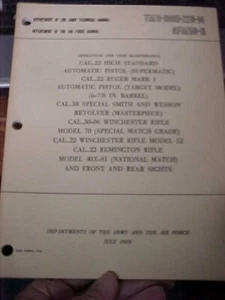 DEPARTMENT OF THE ARMY TECHNICAL MANUAL
DEPARTMENT OF THE AIR FORCE MANUAL
OPERATION AND UNIT MAINTENANCE
CAL..22 HIGH STANDARD
AUTOMATIC PISTOL (SUPERMATIC)
CAL..22 RUGER MARK I
AUTOMATIC PISTOL (TARGET MODEL)
(6-7/8 IN. BARREL)
CAL..38 SPECIAL SMITH AND WESSON
REVOLVER (MASTERPIECE)
CAL..30-06 WINCHESTER RIFLE
MODEL 70 (SPECIAL MATCH GRADE)
CAL..22 WINCHESTER RIFLE MODEL 52
CAL..22 REMINGTON RIFLE
MODEL 40X-S1 (NATIONAL MATCH)
AND FRONT AND REAR SIGHTS
DEPARTMENTS OF THE ARMY AND THE AIR FORCE
JULY